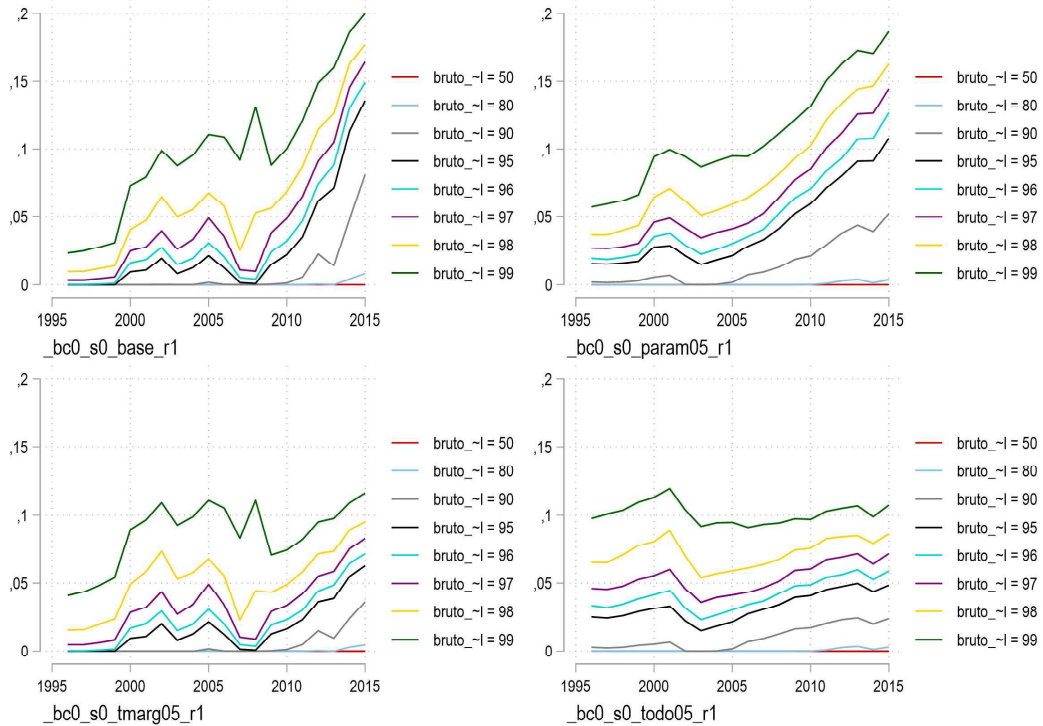 ,2
,15
,1
,05
0
1995 2000 2005 2010 2015
_bc0_s0_base_r1
bruto_~l = 50
bruto_~l = 80
bruto_~l = 90
bruto_~l = 95
bruto_~l = 96
bruto_~l = 97
bruto_~l = 98
bruto_~l = 99
,2
,15
,1
,05
0
1995 2000 2005 2010 2015
_bc0_s0_param05_r1
bruto_~l = 50
bruto_~l = 80
bruto_~l = 90
bruto_~l = 95
bruto_~l = 96
bruto_~l = 97
bruto_~l = 98
bruto_~l = 99
,2
,15
,1
,05
0
1995 2000 2005 2010 2015
_bc0_s0_tmarg05_r1
bruto_~l = 50
bruto_~l = 80
bruto_~l = 90
bruto_~l = 95
bruto_~l = 96
bruto_~l = 97
bruto_~l = 98
bruto_~l = 99
,2
,15
,1
,05
0
1995 2000 2005 2010 2015
_bc0_s0_todo05_r1
bruto_~l = 50
bruto_~l = 80
bruto_~l = 90
bruto_~l = 95
bruto_~l = 96
bruto_~l = 97
bruto_~l = 98
bruto_~l = 99